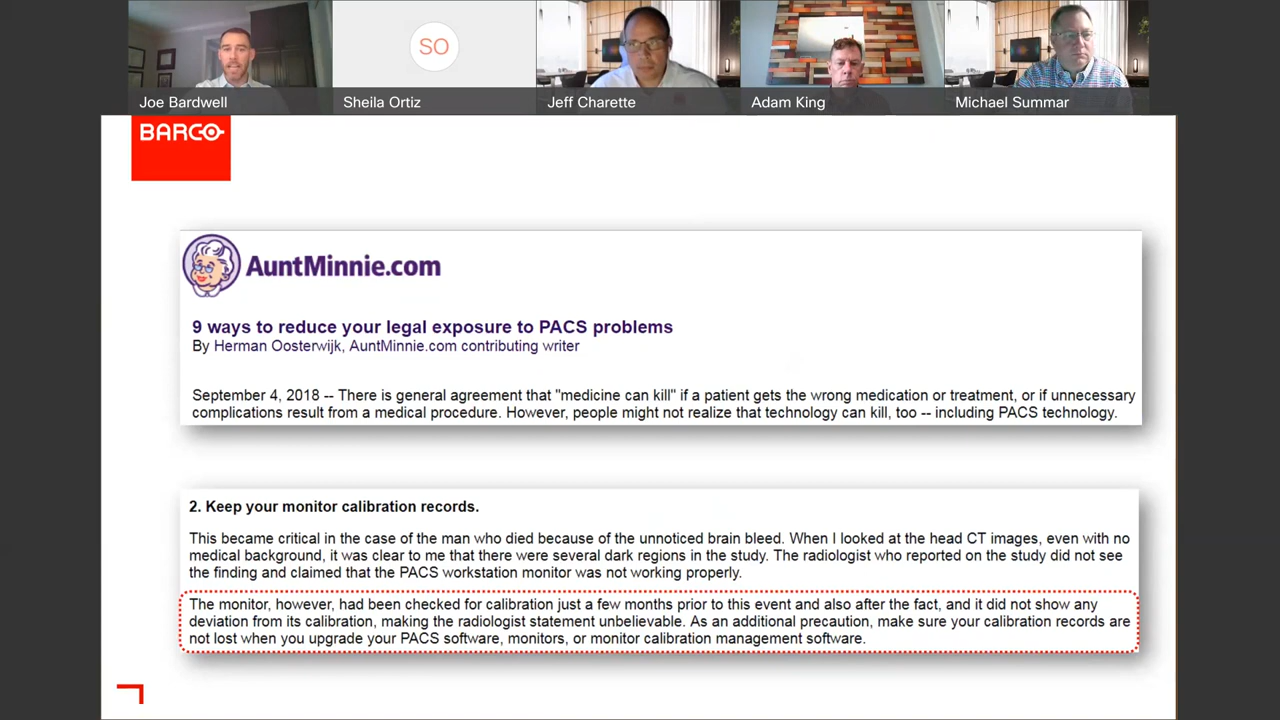 SO
Joe Bardwell
Sheila Ortiz
Jeff Charette
Adam King
Michael Summar
BARCO
AuntMinnie.com
9 ways to reduce your legal exposure to PACS problems
By Herman Oosterwijk, AuntMinnie.com contributing writer
September 4, 2018 -- There is general agreement that "medicine can kill" if a patient gets the wrong medication or treatment, or if unnecessary
complications result from a medical procedure. However, people might not realize that technology can kill, too -- including PACS technology.
2. Keep your monitor calibration records.
This became critical in the case of the man who died because of the unnoticed brain bleed. When I looked at the head CT images, even with no
medical background, it was clear to me that there were several dark regions in the study. The radiologist who reported on the study did not see
the finding and claimed that the PACS workstation monitor was not working properly.
The monitor, however, had been checked for calibration just a few months prior to this event and also after the fact, and it did not show any
deviation from its calibration, making the radiologist statement unbelievable. As an additional precaution, make sure your calibration records are
not lost when you upgrade your PACS software, monitors, or monitor calibration management software.